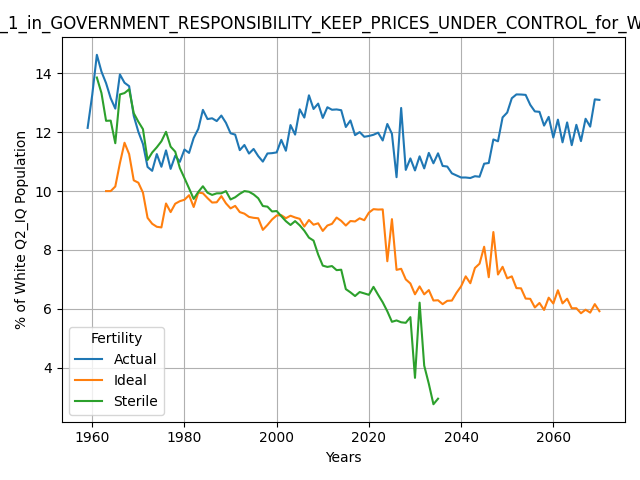 _1_in_GOVERNMENT_RESPONSIBILITY_KEEP_PRICES_UNDER_CONTROL_for_W
% of White Q2_IQ Population
14
12
10
8
6
4
Fertility
Actual
Ideal
Sterile
1960 1980 2000 2020 2040 2060
Years